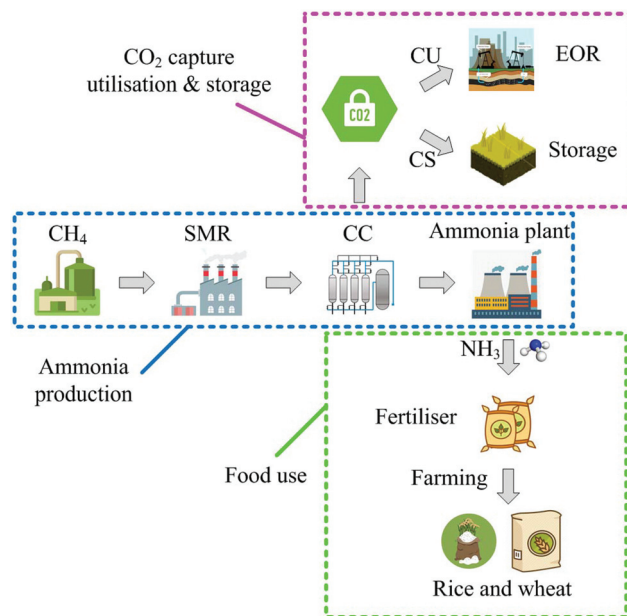 CO₂ capture
utilisation & storage
CO2
CU
EOR
CS
Storage
CH₄
SMR
CC
Ammonia plant
Ammonia
production
NH₃
Fertiliser
Food use
Farming
Rice and wheat